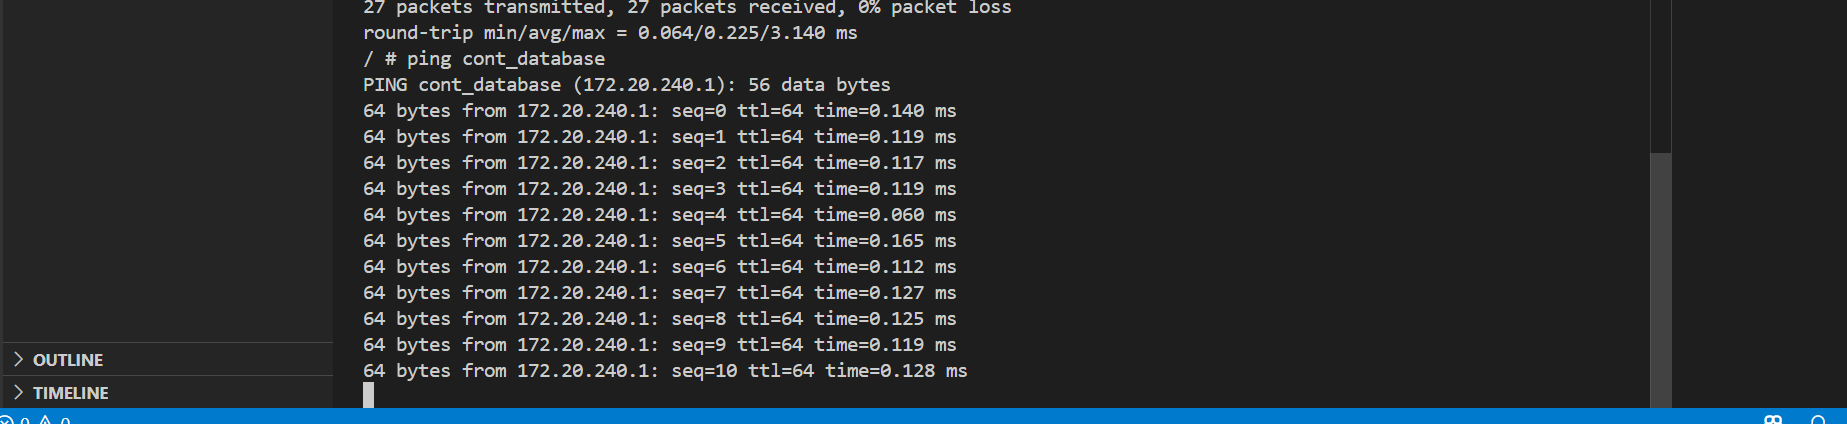 27 packets transmitted, 27 packets received, 0% packet loss
round-trip min/avg/max = 0.064/0.225/3.140 ms
/ # ping cont_database
PING cont_database (172.20.240.1): 56 data bytes
64 bytes from 172.20.240.1: seq=0 ttl=64 time=0.140 ms
64 bytes from 172.20.240.1: seq=1 ttl=64 time=0.119 ms
64 bytes from 172.20.240.1: seq=2 ttl=64 time=0.117 ms
64 bytes from 172.20.240.1: seq=3 ttl=64 time=0.119 ms
64 bytes from 172.20.240.1: seq=4 ttl=64 time=0.060 ms
64 bytes from 172.20.240.1: seq=5 ttl=64 time=0.165 ms
64 bytes from 172.20.240.1: seq=6 ttl=64 time=0.112 ms
64 bytes from 172.20.240.1: seq=7 ttl=64 time=0.127 ms
64 bytes from 172.20.240.1: seq=8 ttl=64 time=0.125 ms
64 bytes from 172.20.240.1: seq=9 ttl=64 time=0.119 ms
64 bytes from 172.20.240.1: seq=10 ttl=64 time=0.128 ms
OUTLINE
TIMELINE
0 0